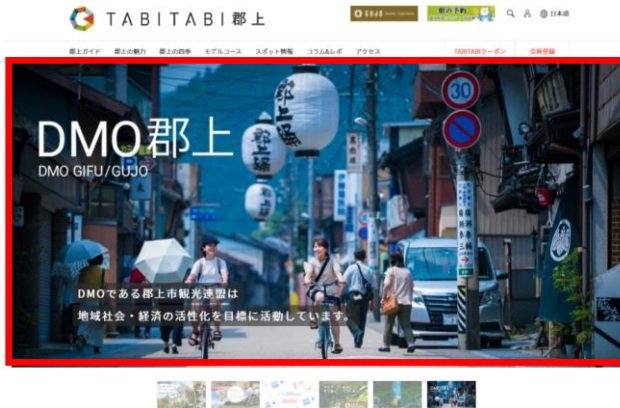 TABITABI郡上
GUJO
日本語
郡上ガイド 郡上の魅力 郡上の四季 モデルコース スポット情報 コラム&レポ アクセス TABITABIクーポン 会員登録
30
郡上踊
郡上踊
DMO郡上
DMO GIFU/GUJO
DMOである郡上市観光連盟は
地域社会・経済の活性化を目標に活動しています。